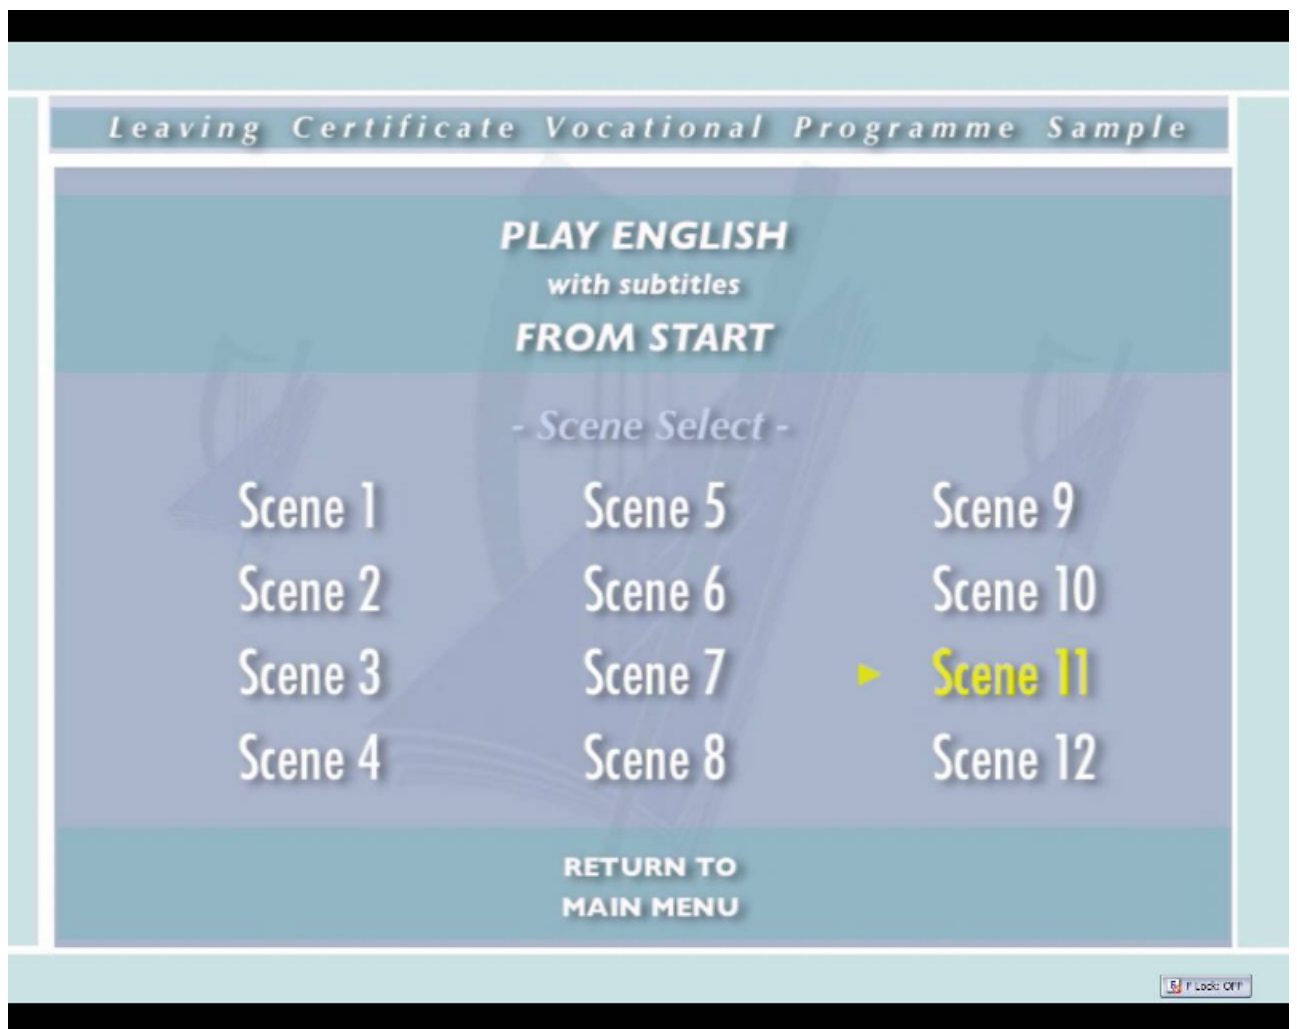 Leaving Certificate Vocational Programme Sample
PLAY ENGLISH
with subtitles
FROM START
- Scene Select -
Scene 1
Scene 2
Scene 3
Scene 4
Scene 5
Scene 6
Scene 7
Scene 8
Scene 9
Scene 10
Scene 11
Scene 12
RETURN TO
MAIN MENU
F Lock: OFF